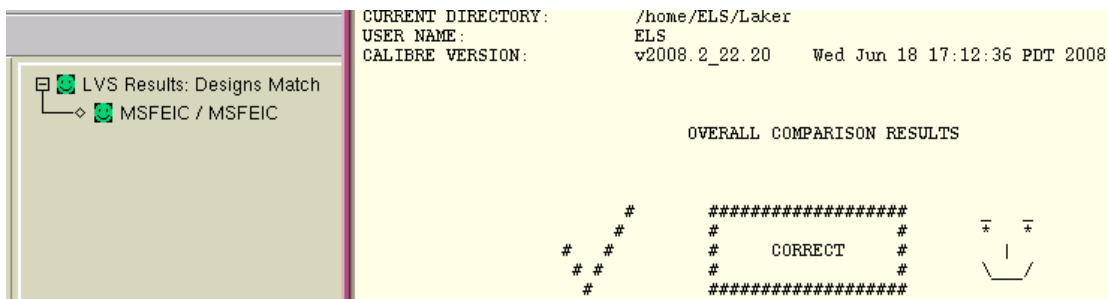 CURRENT DIRECTORY: /home/ELS/Laker
USER NAME: ELS
CALIBRE VERSION: v2008.2_22.20 Wed Jun 18 17:12:36 PDT 2008
LVS Results: Designs Match
MSFEIC / MSFEIC
OVERALL COMPARISON RESULTS
# ################### _ _
# # # * *
# # # CORRECT # |
# # # # \___/
# ###################